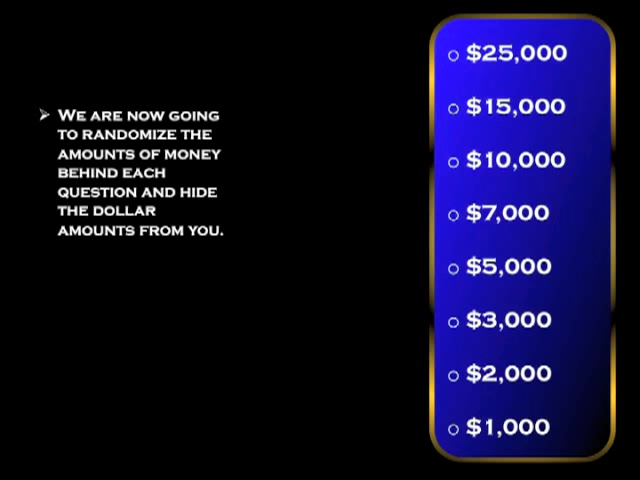 We are now going
to randomize the
amounts of money
behind each
question and hide
the dollar
amounts from you.
$25,000
$15,000
$10,000
$7,000
$5,000
$3,000
$2,000
$1,000